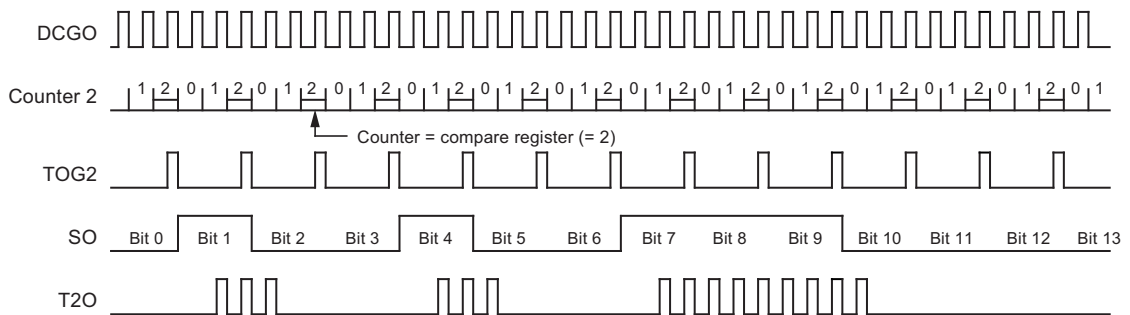 DCGO
Counter 2 1 2 0 1 2 0 1 2 0 1 2 0 1 2 0 1 2 0 1 2 0 1 2 0 1 2 0 1 2 0 1 2 0 1 2 0 1 2 0 1
Counter = compare register (= 2)
TOG2
SO Bit 0 Bit 1 Bit 2 Bit 3 Bit 4 Bit 5 Bit 6 Bit 7 Bit 8 Bit 9 Bit 10 Bit 11 Bit 12 Bit 13
T2O